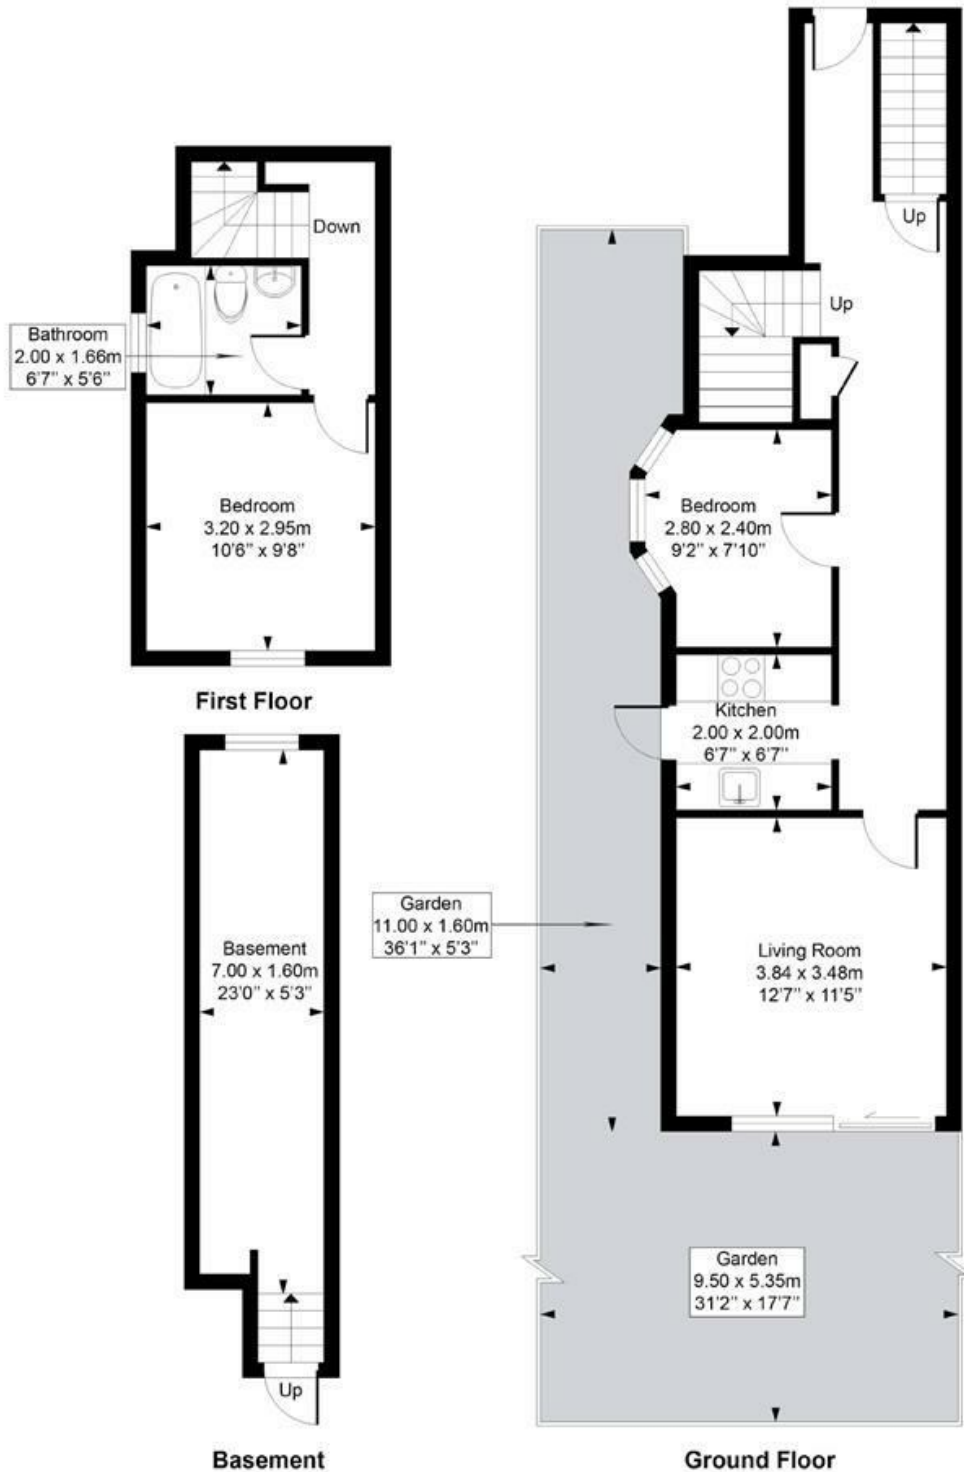 Up
Down
Up
Bathroom
2.00 x 1.66m
6'7" x 5'6"
Bedroom
3.20 x 2.95m
10'6" x 9'8"
First Floor
Bedroom
2.80 x 2.40m
9'2" x 7'10"
Kitchen
2.00 x 2.00m
6'7" x 6'7"
Garden
11.00 x 1.60m
36'1" x 5'3"
Basement
7.00 x 1.60m
23'0" x 5'3"
Living Room
3.84 x 3.48m
12'7" x 11'5"
Garden
9.50 x 5.35m
31'2" x 17'7"
Up
Basement
Ground Floor